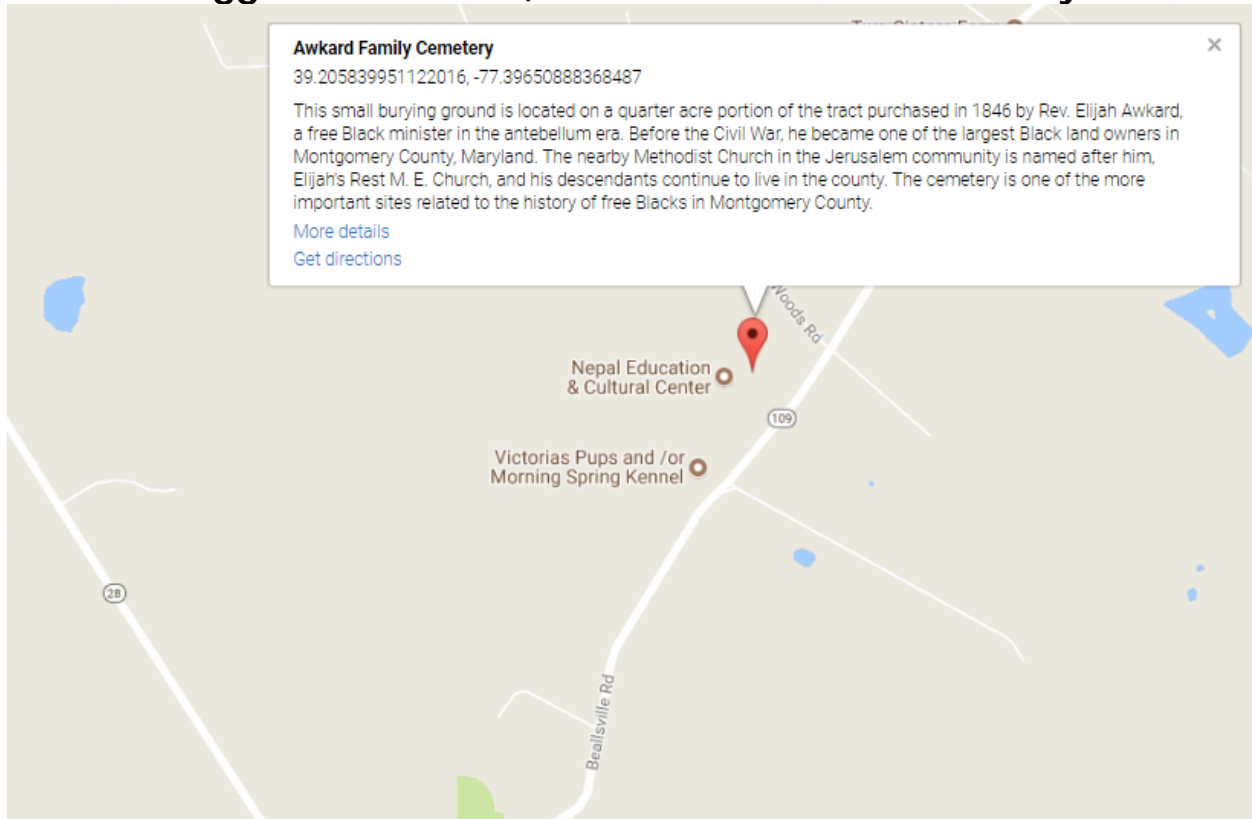 Awkard Family Cemetery
39.205839951122016, -77.39650888368487
This small burying ground is located on a quarter acre portion of the tract purchased in 1846 by Rev. Elijah Awkard,
a free Black minister in the antebellum era. Before the Civil War, he became one of the largest Black land owners in
Montgomery County, Maryland. The nearby Methodist Church in the Jerusalem community is named after him,
Elijah's Rest M. E. Church, and his descendants continue to live in the county. The cemetery is one of the more
important sites related to the history of free Blacks in Montgomery County.
More details
Get directions
Woods Rd
Nepal Education
& Cultural Center
109
Victorias Pups and /or
Morning Spring Kennel
28
Beallsville Rd